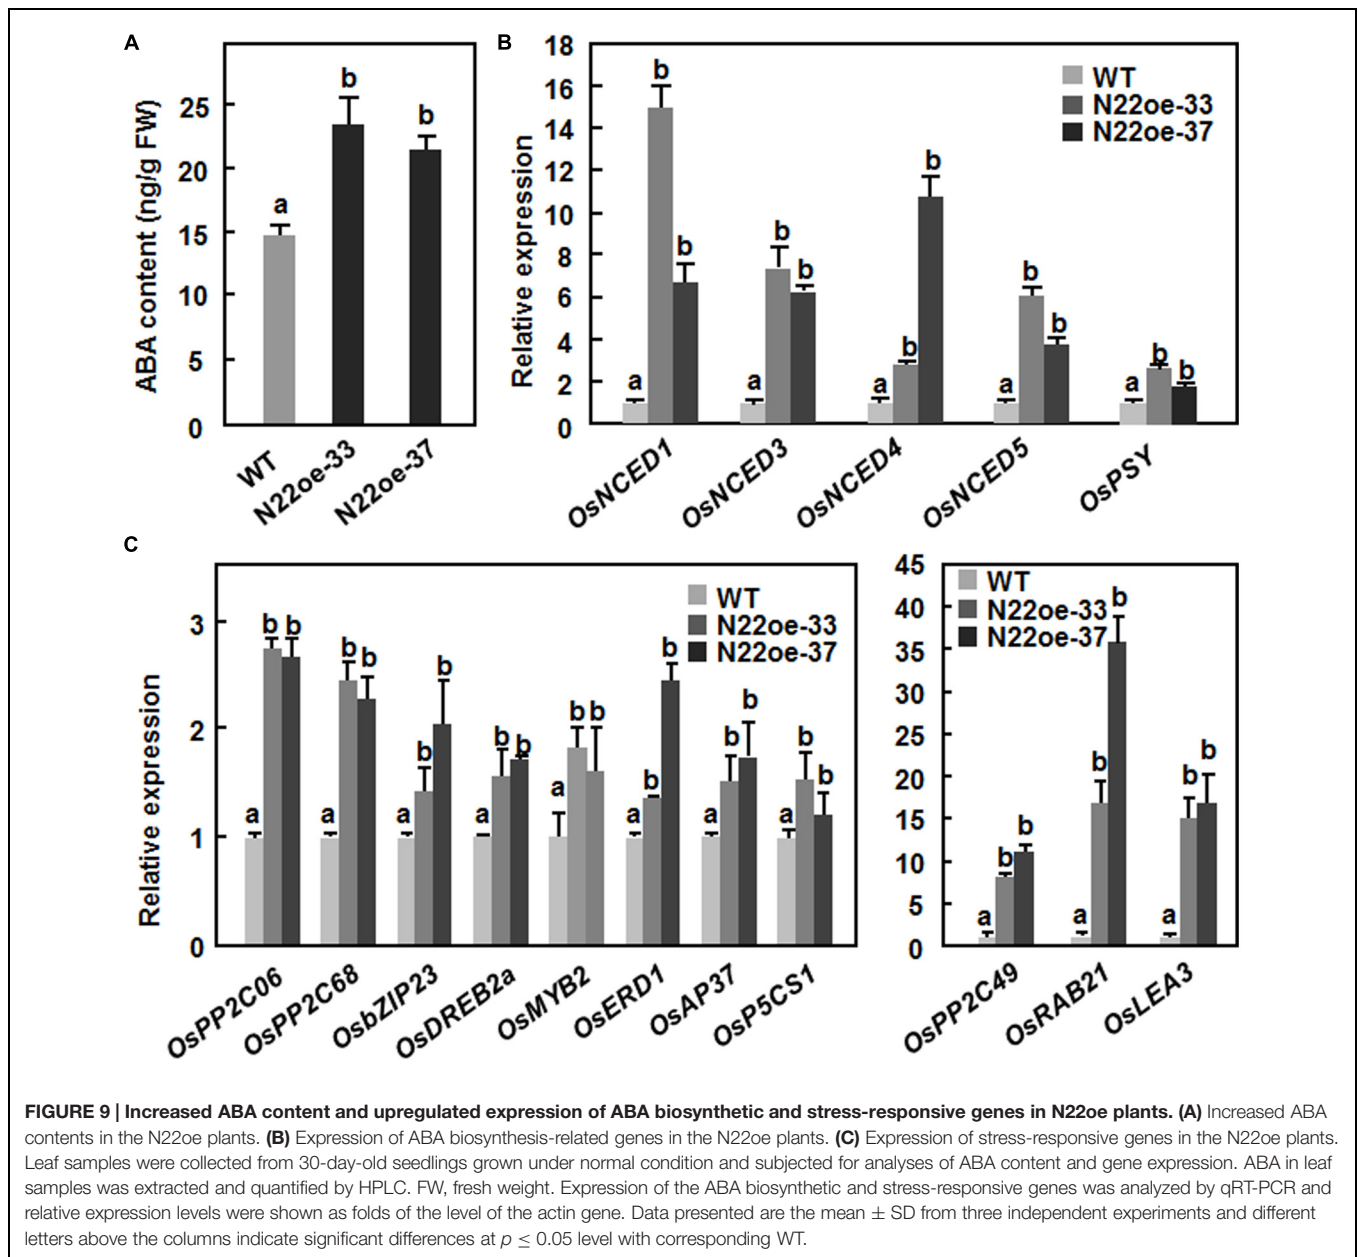 A
ABA content (ng/g FW)
25
20
15
10
5
0
a
b
b
WT
N22oe-33
N22oe-37
B
Relative expression
18
16
14
12
10
8
6
4
2
0
WT
N22oe-33
N22oe-37
a b b
a b b
a b b
a b b
a b b
OsNCED1
OsNCED3
OsNCED4
OsNCED5
OsPSY
C
Relative expression
3
2
1
0
WT
N22oe-33
N22oe-37
a b b
a b b
a b b
a b b
a b b
a b b
a b b
a b b
OsPP2C06
OsPP2C68
OsbZIP23
OsDREB2a
OsMYB2
OsERD1
OsAP37
OsP5CS1
45
40
35
30
25
20
15
10
5
0
WT
N22oe-33
N22oe-37
a b b
a b b
a b b
OsPP2C49
OsRAB21
OsLEA3
FIGURE 9 | Increased ABA content and upregulated expression of ABA biosynthetic and stress-responsive genes in N22oe plants. (A) Increased ABA
contents in the N22oe plants. (B) Expression of ABA biosynthesis-related genes in the N22oe plants. (C) Expression of stress-responsive genes in the N22oe plants.
Leaf samples were collected from 30-day-old seedlings grown under normal condition and subjected for analyses of ABA content and gene expression. ABA in leaf
samples was extracted and quantified by HPLC. FW, fresh weight. Expression of the ABA biosynthetic and stress-responsive genes was analyzed by qRT-PCR and
relative expression levels were shown as folds of the level of the actin gene. Data presented are the mean ± SD from three independent experiments and different
letters above the columns indicate significant differences at p ≤ 0.05 level with corresponding WT.